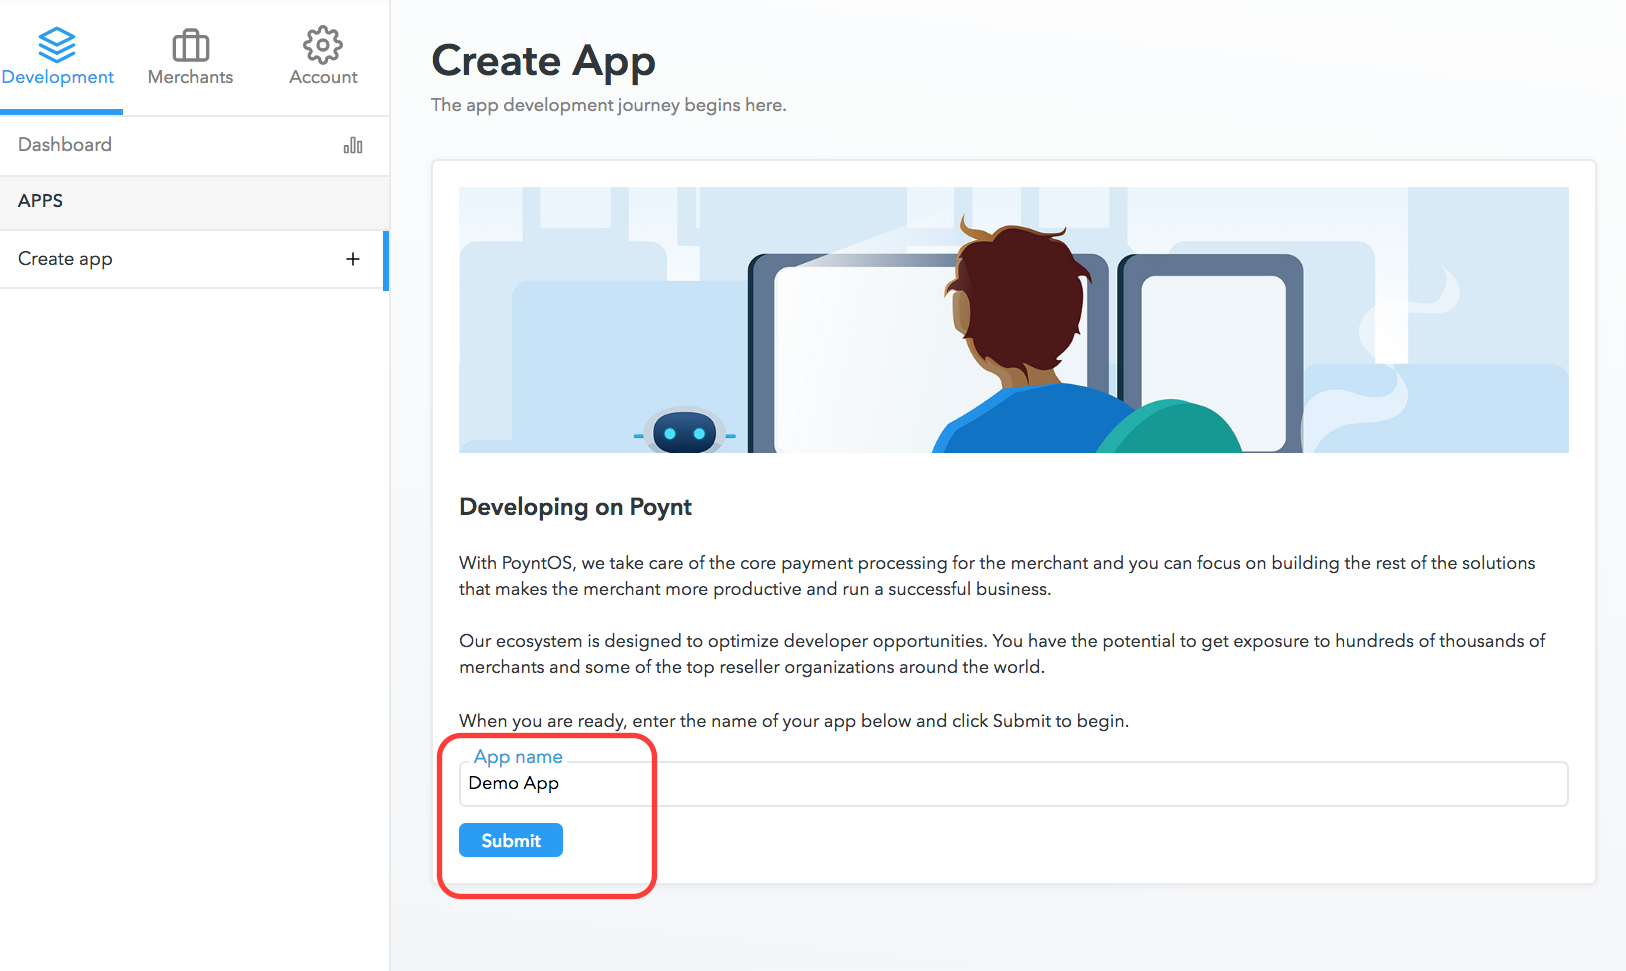 Development
Merchants
Account
Dashboard
APPS
Create app
Create App
The app development journey begins here.
Developing on Poynt
With PoyntOS, we take care of the core payment processing for the merchant and you can focus on building the rest of the solutions
that makes the merchant more productive and run a successful business.
Our ecosystem is designed to optimize developer opportunities. You have the potential to get exposure to hundreds of thousands of
merchants and some of the top reseller organizations around the world.
When you are ready, enter the name of your app below and click Submit to begin.
App name
Demo App
Submit